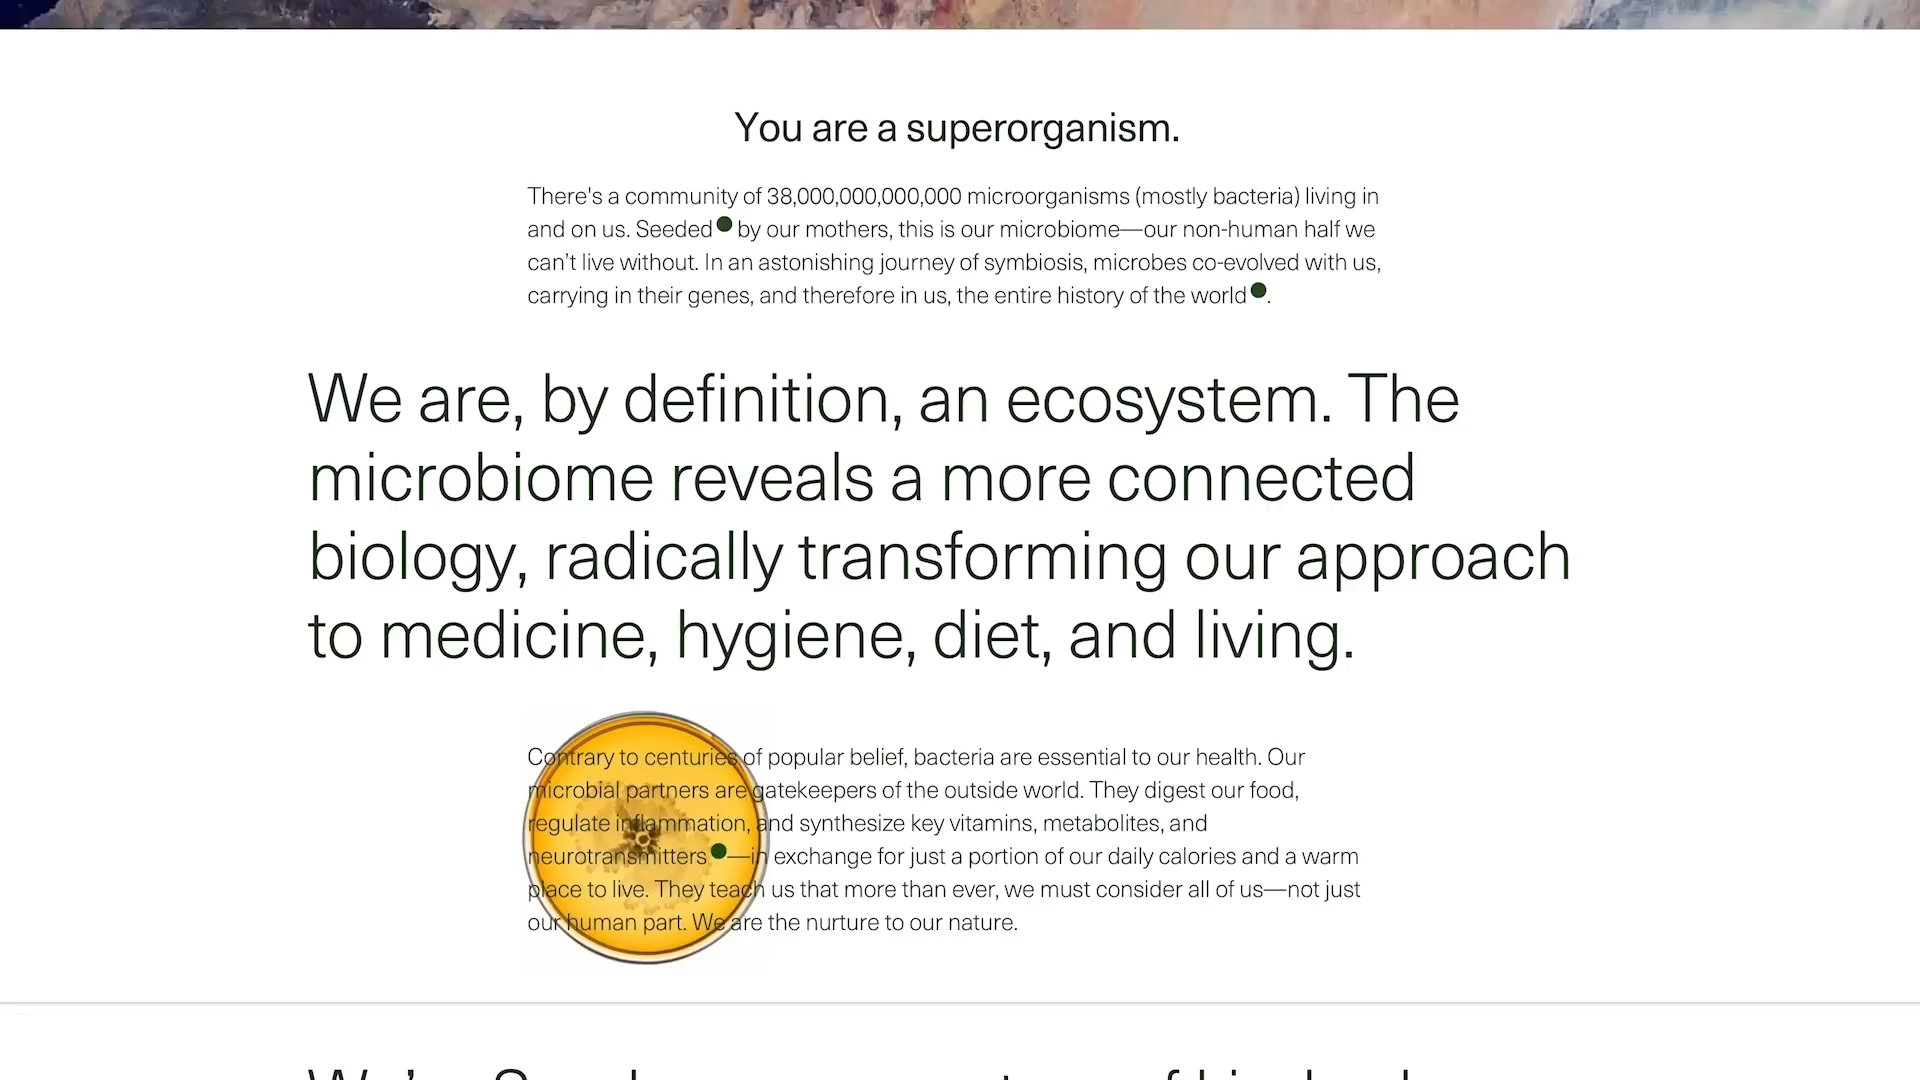 You are a superorganism.
There's a community of 38,000,000,000,000 microorganisms (mostly bacteria) living in
and on us. Seeded by our mothers, this is our microbiome—our non-human half we
can't live without. In an astonishing journey of symbiosis, microbes co-evolved with us,
carrying in their genes, and therefore in us, the entire history of the world.
We are, by definition, an ecosystem. The
microbiome reveals a more connected
biology, radically transforming our approach
to medicine, hygiene, diet, and living.
Contrary to centuries of popular belief, bacteria are essential to our health. Our
microbial partners are gatekeepers of the outside world. They digest our food,
regulate inflammation, and synthesize key vitamins, metabolites, and
neurotransmitters—in exchange for just a portion of our daily calories and a warm
place to live. They teach us that more than ever, we must consider all of us—not just
our human part. We are the nurture to our nature.